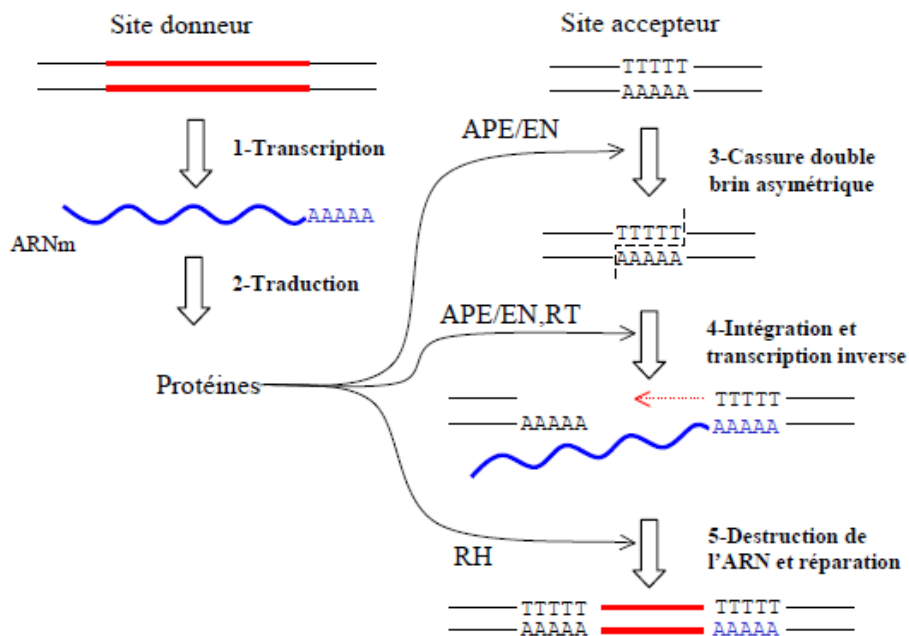 Site donneur
Site accepteur
TTTTT
AAAAA
APE/EN
1-Transcription
3-Cassure double
brin asymétrique
AAAAA
ARNm
TTTTT
AAAAA
2-Traduction
APE/EN,RT
4-Intégration et
transcription inverse
Protéines
TTTTT
AAAAA
AAAAA
RH
5-Destruction de
l'ARN et réparation
TTTTT
TTTTT
AAAAA
AAAAA